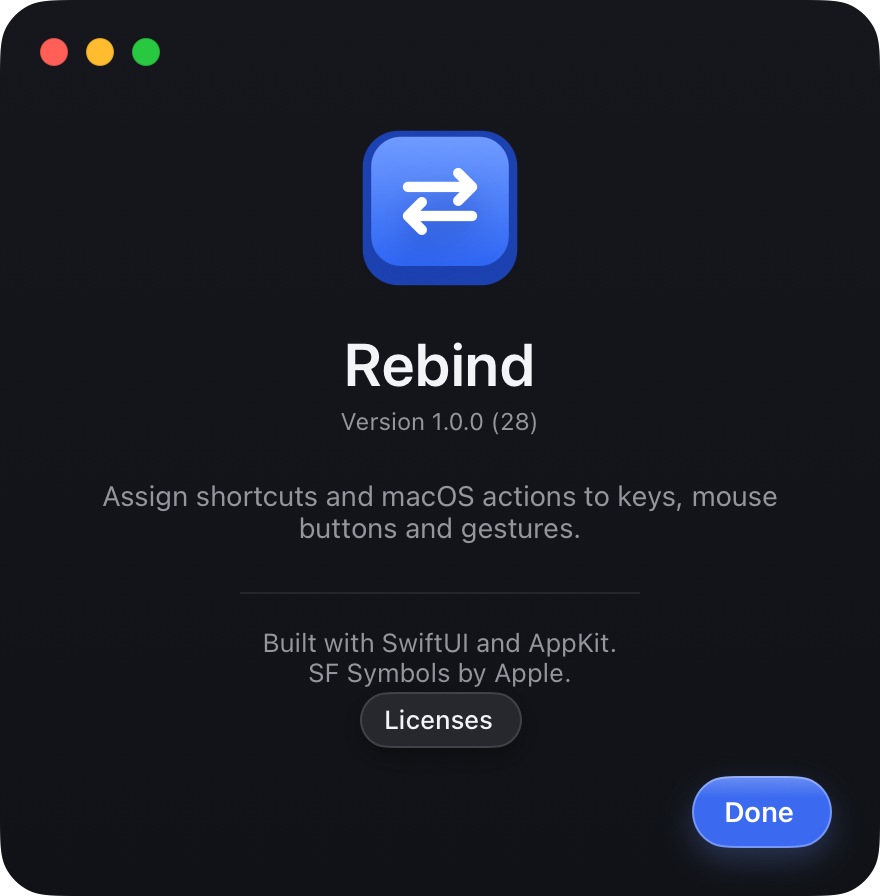 Rebind
Version 1.0.0 (28)
Assign shortcuts and macOS actions to keys, mouse
buttons and gestures.
Built with SwiftUI and AppKit.
SF Symbols by Apple.
Licenses
Done